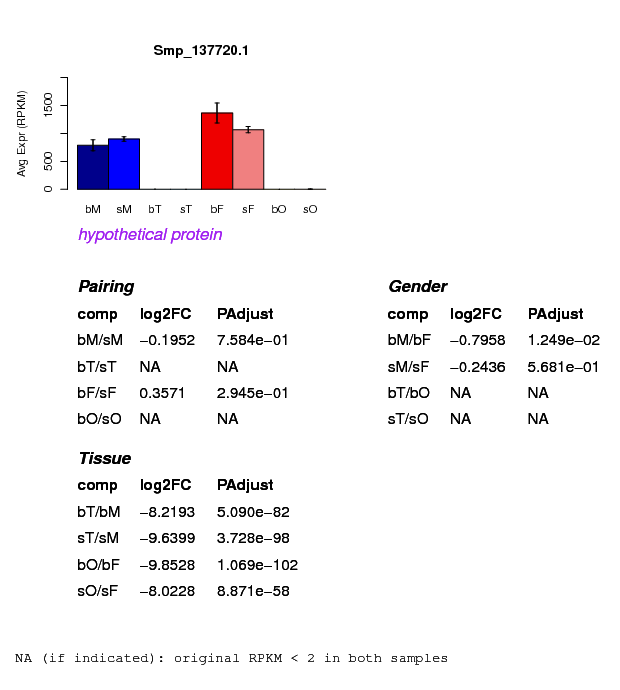 Smp_137720.1
Avg Expr (RPKM)
1500
500
0
bM sM bT sT bF sF bO sO
hypothetical protein
Pairing
comp log2FC PAdjust
bM/sM −0.1952 7.584e−01
bT/sT NA NA
bF/sF 0.3571 2.945e−01
bO/sO NA NA
Gender
comp log2FC PAdjust
bM/bF −0.7958 1.249e−02
sM/sF −0.2436 5.681e−01
bT/bO NA NA
sT/sO NA NA
Tissue
comp log2FC PAdjust
bT/bM −8.2193 5.090e−82
sT/sM −9.6399 3.728e−98
bO/bF −9.8528 1.069e−102
sO/sF −8.0228 8.871e−58
NA (if indicated): original RPKM < 2 in both samples